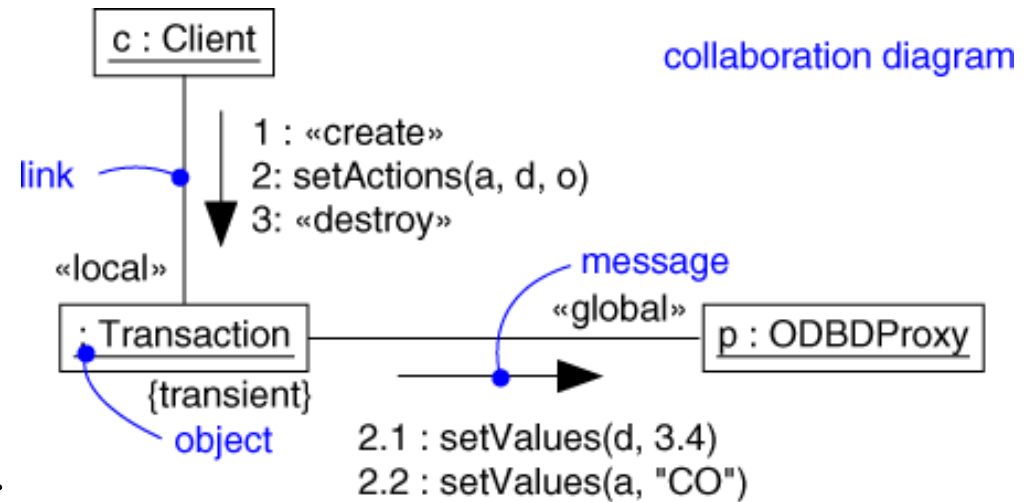 c : Client
collaboration diagram
1 : «create»
link
2: setActions(a, d, o)
3: «destroy»
«local»
message
«global»
: Transaction
p : ODBDProxy
{transient}
object
2.1 : setValues(d, 3.4)
2.2 : setValues(a, "CO")